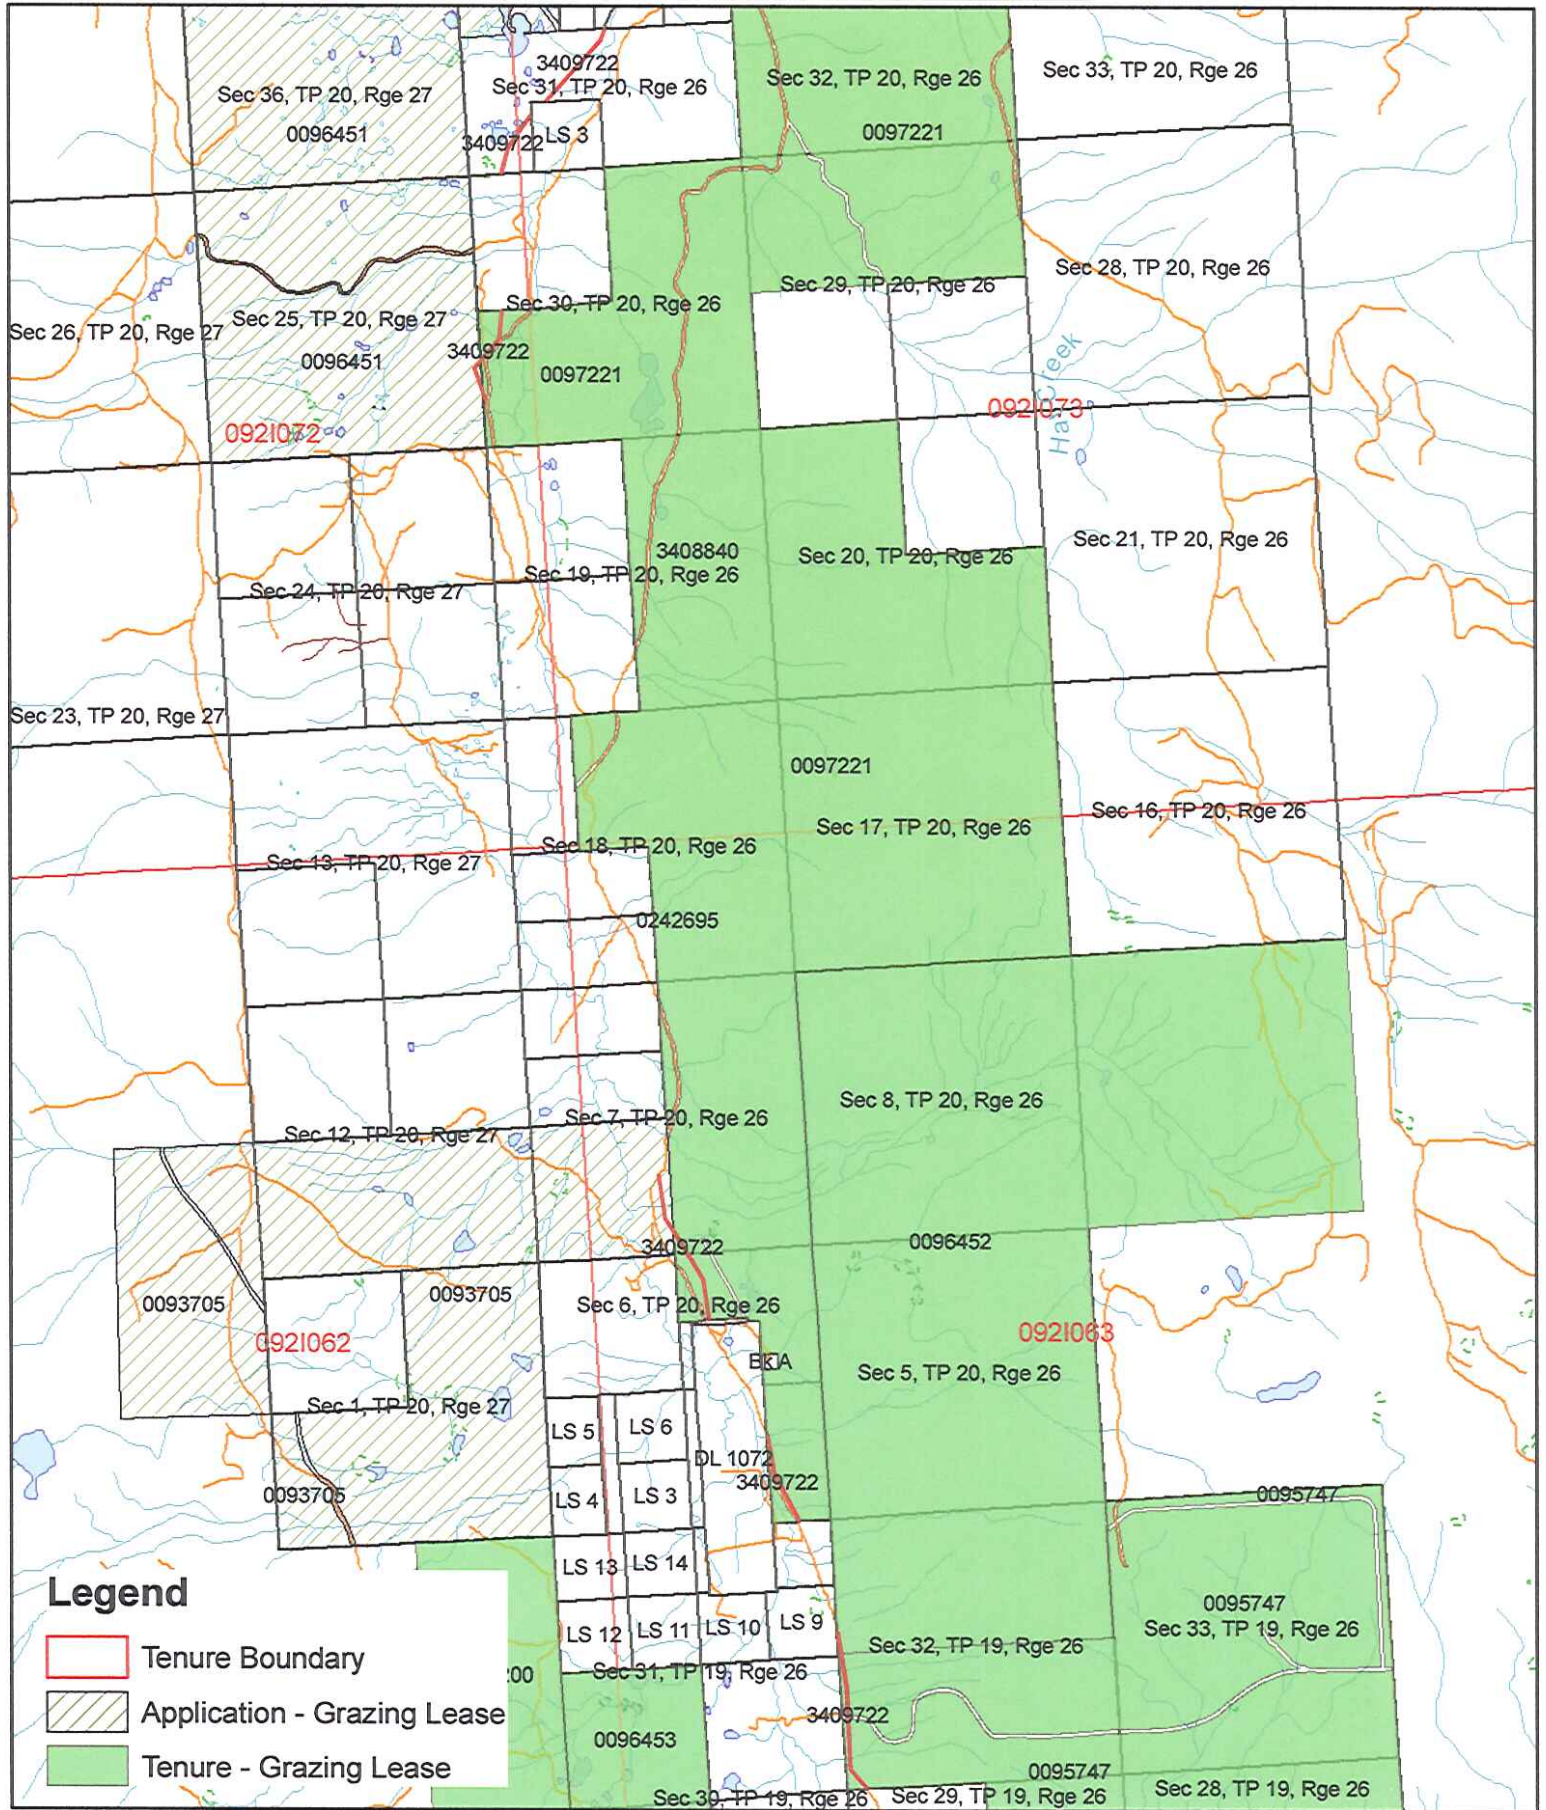 3409722
Sec 31, TP 20, Rge 26
Sec 36, TP 20, Rge 27
0096451
3409722
LS 3
Sec 32, TP 20, Rge 26
0097221
Sec 33, TP 20, Rge 26
Sec 26, TP 20, Rge 27
Sec 25, TP 20, Rge 27
0096451
092I072
Sec 30, TP 20, Rge 26
3409722
0097221
Sec 29, TP 20, Rge 26
Sec 28, TP 20, Rge 26
092I073
Creek
Sec 24, TP 20, Rge 27
3408840
Sec 19, TP 20, Rge 26
Sec 20, TP 20, Rge 26
Sec 21, TP 20, Rge 26
Sec 23, TP 20, Rge 27
0097221
Sec 13, TP 20, Rge 27
Sec 18, TP 20, Rge 26
Sec 17, TP 20, Rge 26
Sec 16, TP 20, Rge 26
0242695
Sec 12, TP 20, Rge 27
Sec 7, TP 20, Rge 26
Sec 8, TP 20, Rge 26
3409722
0096452
0093705
0093705
092I062
Sec 6, TP 20, Rge 26
092I063
Bk A
Sec 5, TP 20, Rge 26
Sec 1, TP 20, Rge 27
LS 5
LS 6
DL 1072
3409722
0093705
LS 4
LS 3
0095747
LS 13
LS 14
LS 12
LS 11
LS 10
LS 9
0095747
Sec 33, TP 19, Rge 26
Sec 32, TP 19, Rge 26
Sec 31, TP 19, Rge 26
3409722
0096453
0095747
Sec 30, TP 19, Rge 26
Sec 29, TP 19, Rge 26
Sec 28, TP 19, Rge 26
Legend
Tenure Boundary
Application - Grazing Lease
Tenure - Grazing Lease